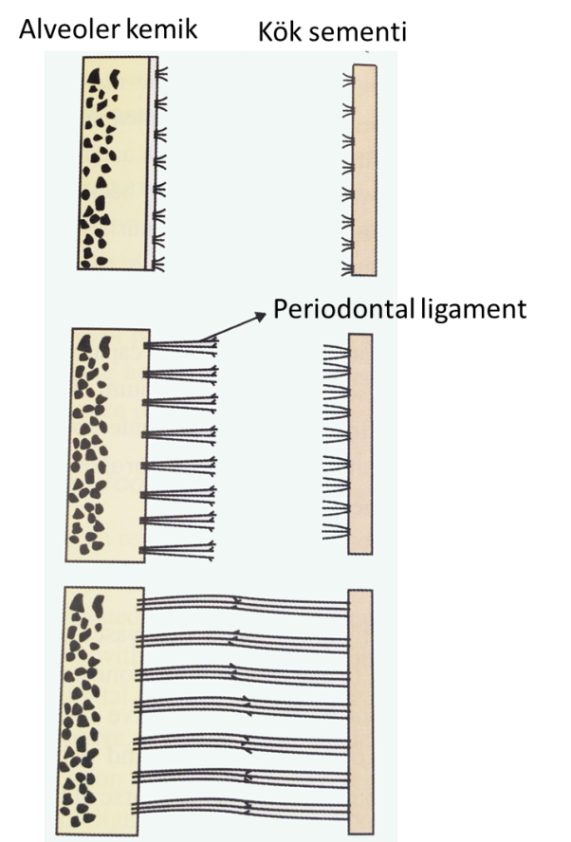 Alveoler kemik
Kök sementi
Periodontal ligament